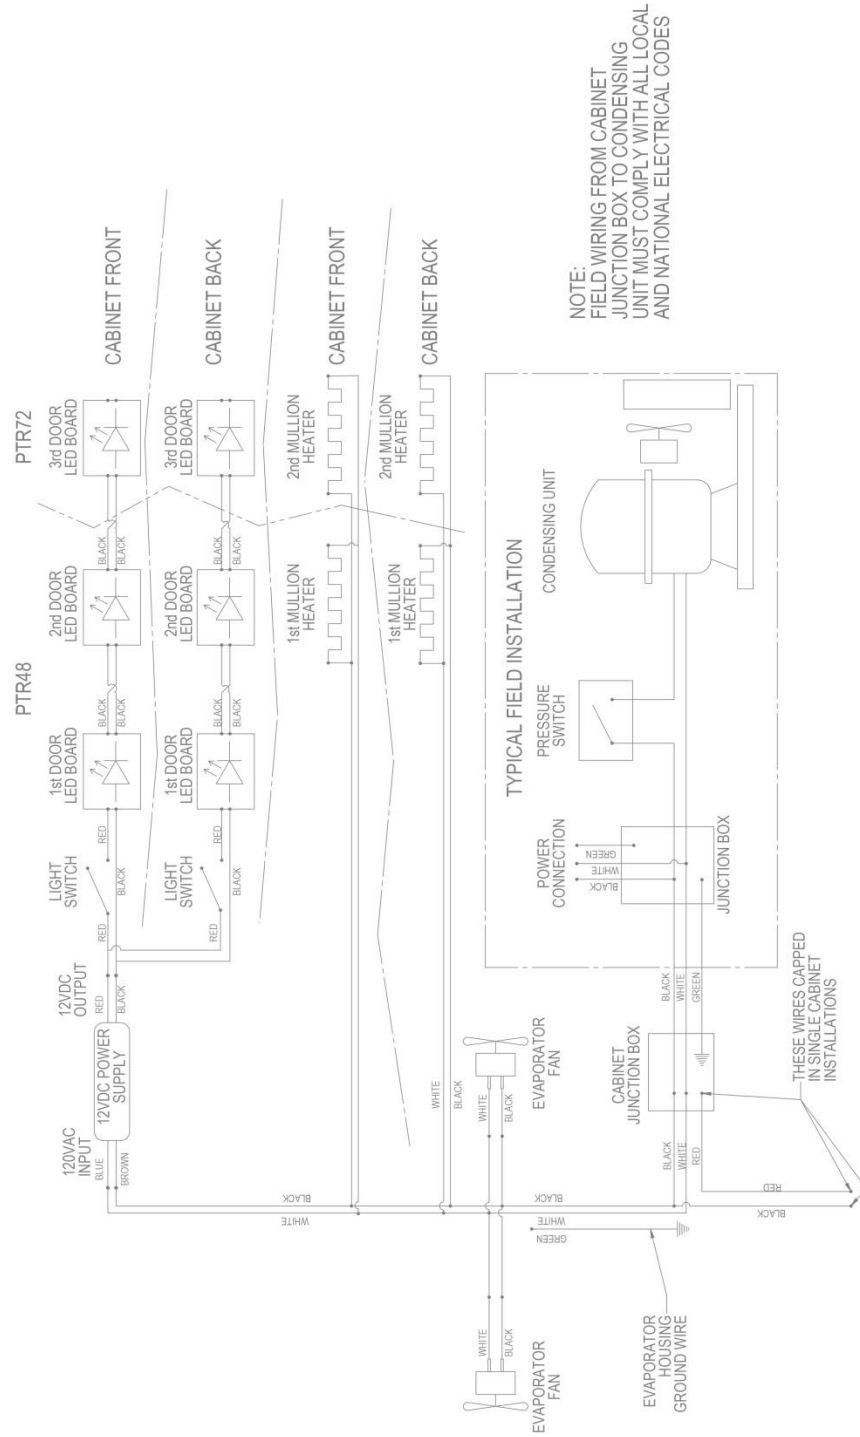 PTR48
PTR72
120VAC
INPUT
BLUE
BROWN
12VDC POWER
SUPPLY
12VDC
OUTPUT
RED
BLACK
RED
LIGHT
SWITCH
BLACK
RED
1st DOOR
LED BOARD
BLACK
BLACK
2nd DOOR
LED BOARD
BLACK
BLACK
3rd DOOR
LED BOARD
CABINET FRONT
RED
LIGHT
SWITCH
BLACK
RED
1st DOOR
LED BOARD
BLACK
BLACK
2nd DOOR
LED BOARD
BLACK
BLACK
3rd DOOR
LED BOARD
CABINET BACK
1st MULLION
HEATER
2nd MULLION
HEATER
CABINET FRONT
WHITE
BLACK
1st MULLION
HEATER
2nd MULLION
HEATER
CABINET BACK
WHITE
BLACK
EVAPORATOR
FAN
WHITE
BLACK
WHITE
BLACK
EVAPORATOR
FAN
WHITE
BLACK
GREEN
EVAPORATOR
HOUSING
GROUND WIRE
BLACK
WHITE
RED
CABINET
JUNCTION BOX
BLACK
WHITE
GREEN
RED
BLACK
THESE WIRES CAPPED
IN SINGLE CABINET
INSTALLATIONS
TYPICAL FIELD INSTALLATION
POWER
CONNECTION
BLACK
WHITE
GREEN
JUNCTION BOX
PRESSURE
SWITCH
CONDENSING UNIT
NOTE:
FIELD WIRING FROM CABINET
JUNCTION BOX TO CONDENSING
UNIT MUST COMPLY WITH ALL LOCAL
AND NATIONAL ELECTRICAL CODES